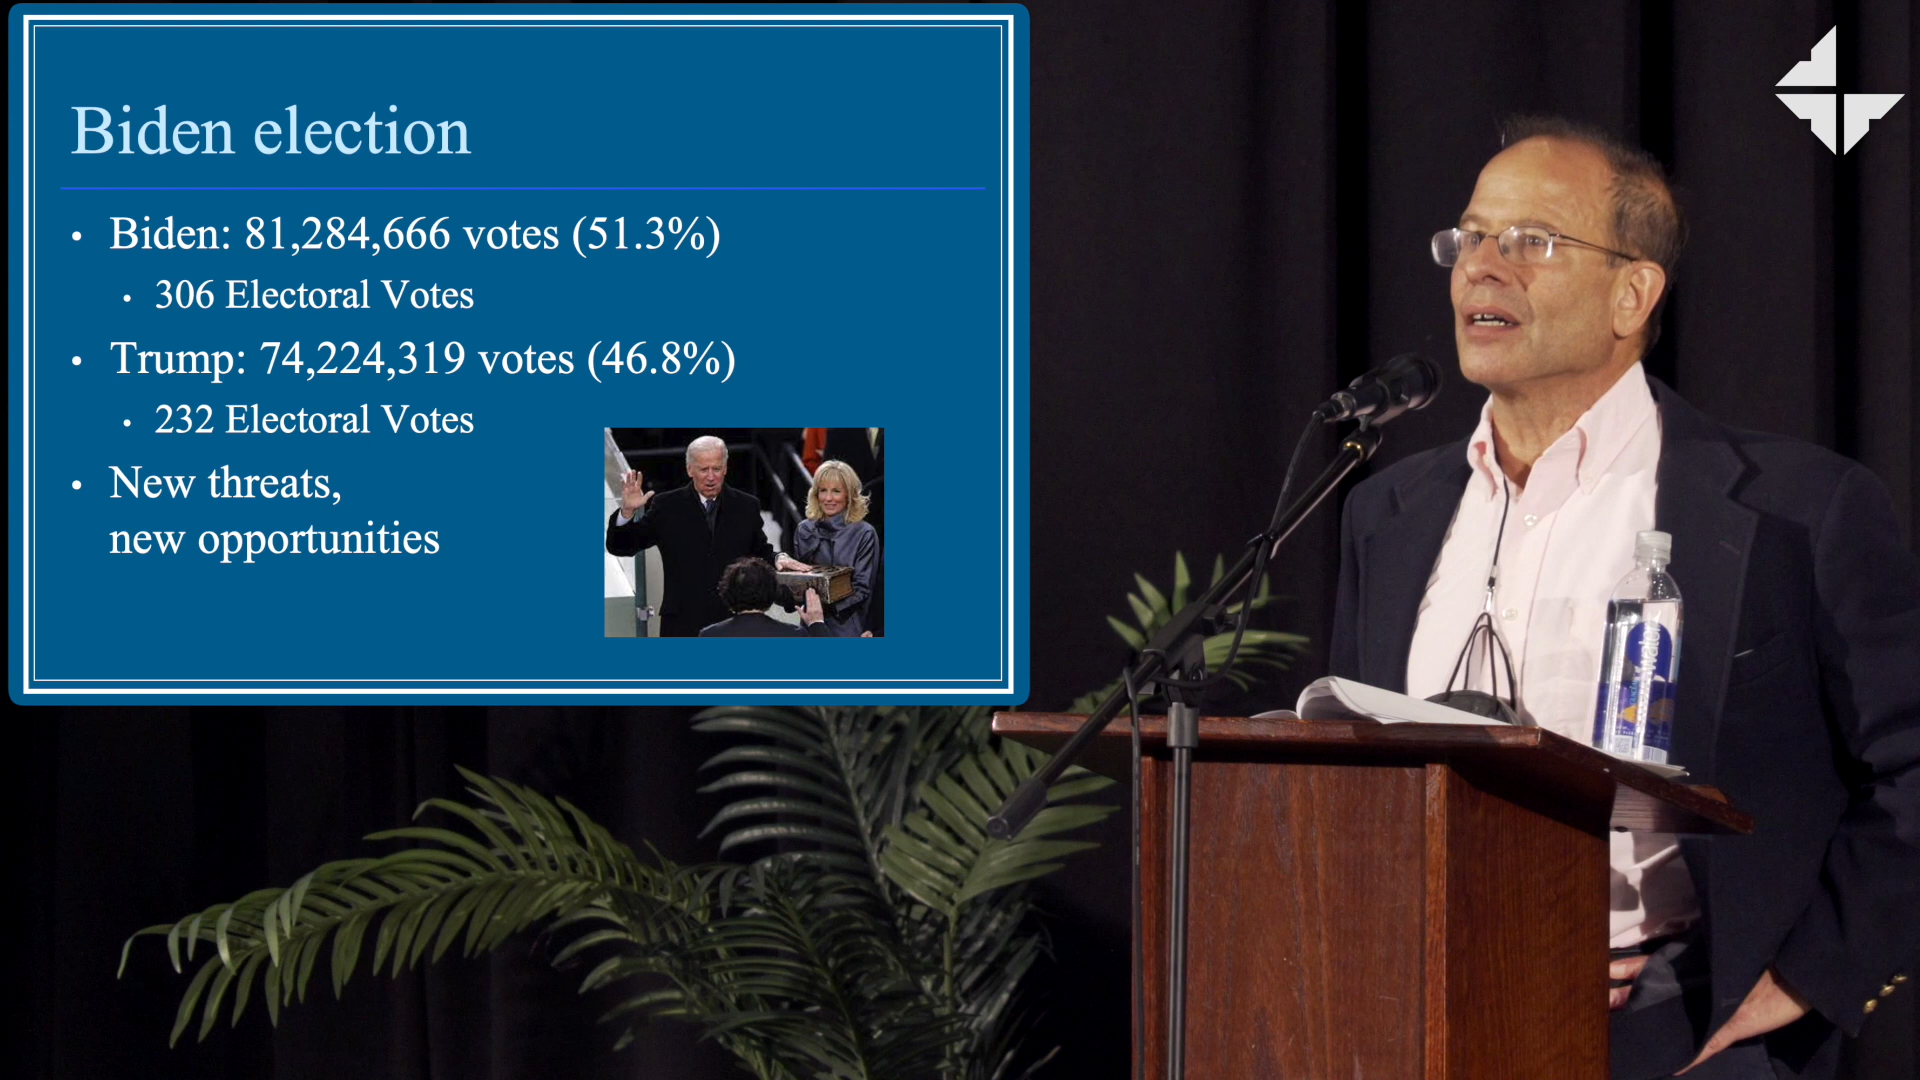 Biden election
• Biden: 81,284,666 votes (51.3%)
• 306 Electoral Votes
• Trump: 74,224,319 votes (46.8%)
• 232 Electoral Votes
• New threats,
new opportunities
water